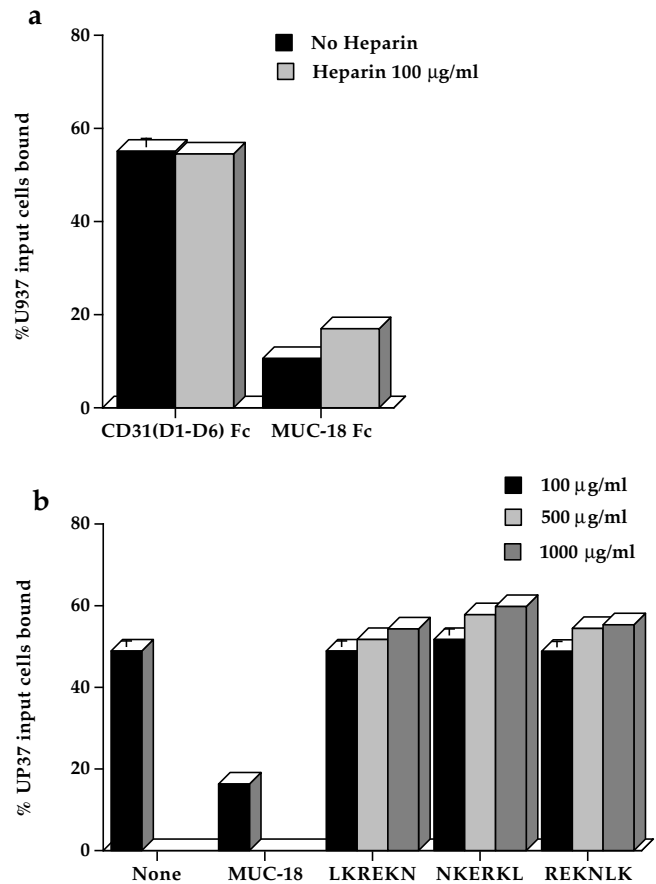 a
80
60
40
20
0
%U937 input cells bound
No Heparin
Heparin 100 μg/ml
CD31(D1-D6) Fc
MUC-18 Fc
b
80
60
40
20
0
% UP37 input cells bound
100 μg/ml
500 μg/ml
1000 μg/ml
None
MUC-18
LKREKN
NKERKL
REKNLK